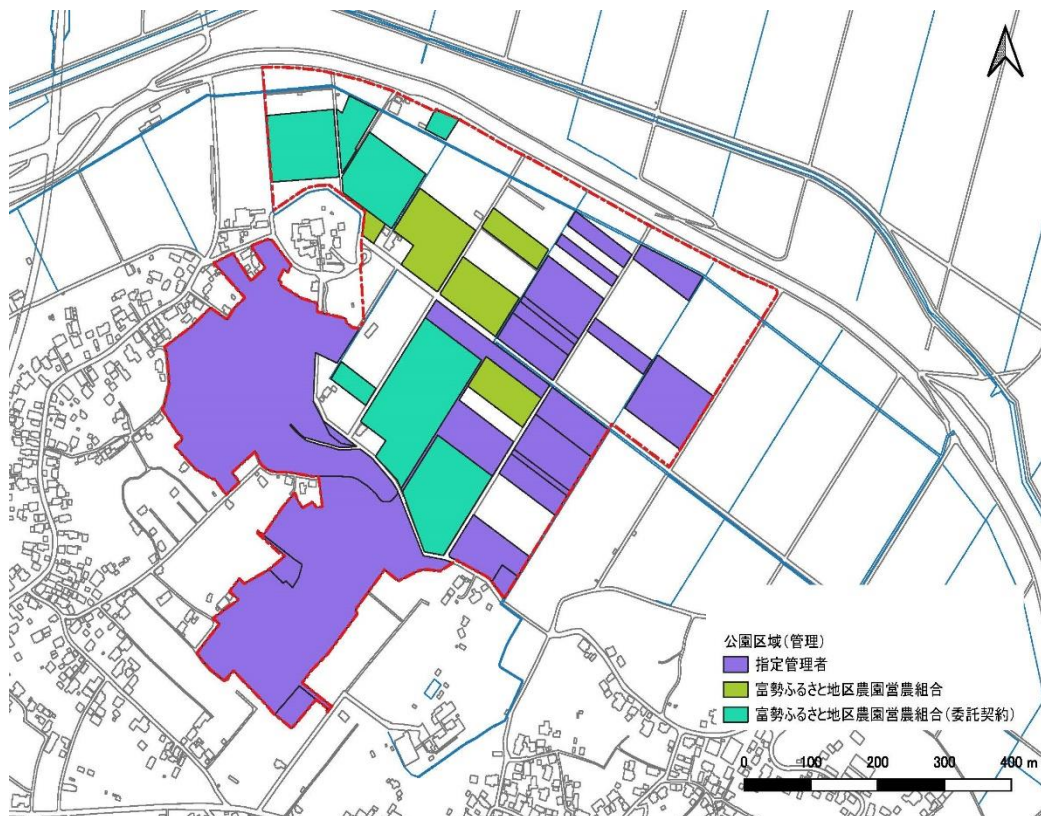 公園区域(管理)
指定管理者
富勢ふるさと地区農園営農組合
富勢ふるさと地区農園営農組合(委託契約)
0 100 200 300 400 m